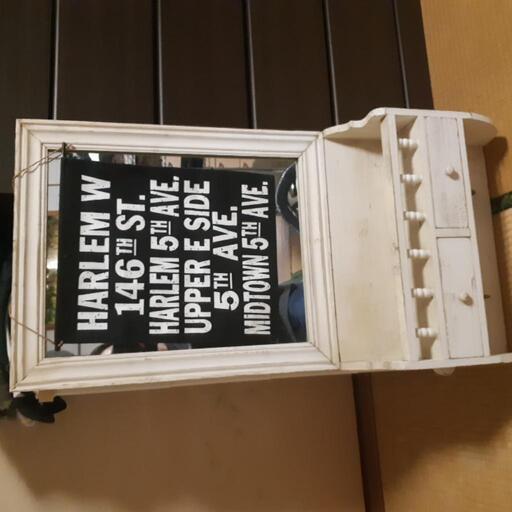 HARLEM W
146TH ST.
HARLEM 5TH AVE.
UPPER E SIDE
5TH AVE.
MIDTOWN 5TH AVE.